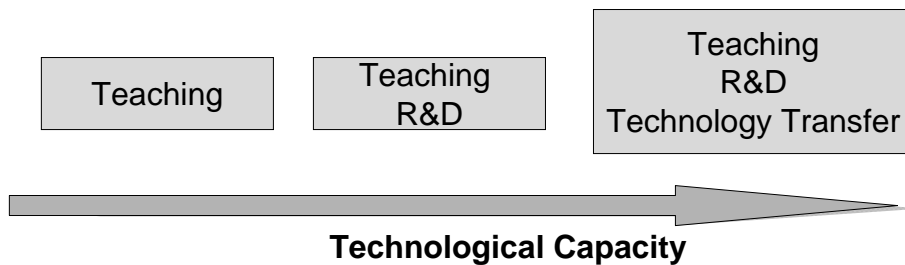 Teaching
Teaching
R&D
Teaching
R&D
Technology Transfer
Technological Capacity